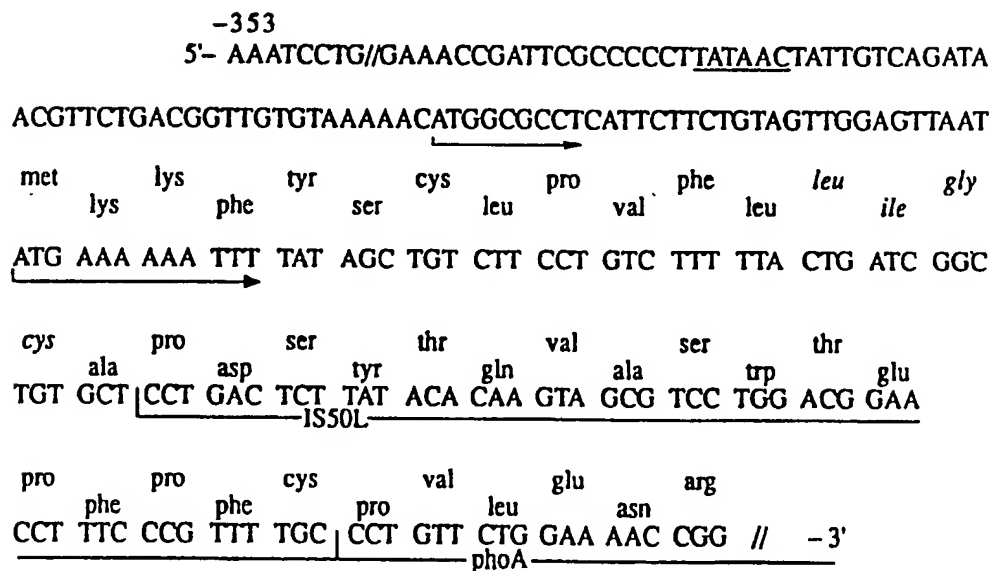 -353
5'- AAATCCTG//GAAACCGATTCGCCCCCTTATAACTATTGTCAGATA
ACGTTCTGACGGTTGTGTAAAAACATGGCGCCTCATTCTTCTGTAGTTGGAGTTAAT
met lys tyr cys pro phe leu gly
lys phe ser leu val leu ile
ATG AAA AAA TTT TAT AGC TGT CTT CCT GTC TTT TTA CTG ATC GGC
cys pro ser thr val ser thr
ala asp tyr gln ala trp glu
TGT GCT CCT GAC TCT TAT ACA CAA GTA GCG TCC TGG ACG GAA
IS50L
pro pro cys val glu arg
phe phe pro leu asn
CCT TTC CCG TTT TGC CCT GTT CTG GAA AAC CGG // -3'
phoA